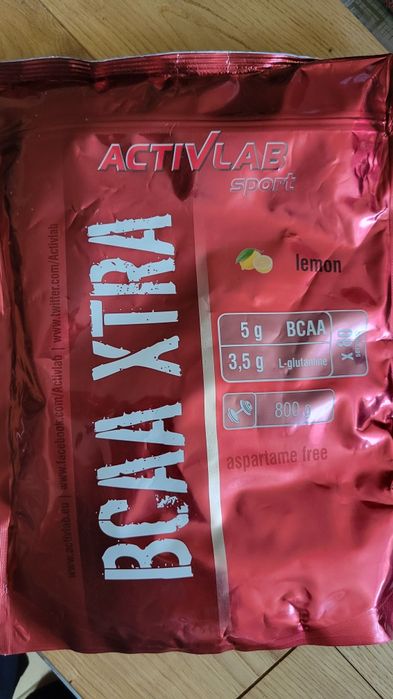 ACTIVLAB
sport
BCAA XTRA
lemon
5 g BCAA
3,5 g L-glutamine
x 80
800 g
aspartame free
www.activlab.eu | www.facebook.com/Activlab | www.twitter.com/Activlab